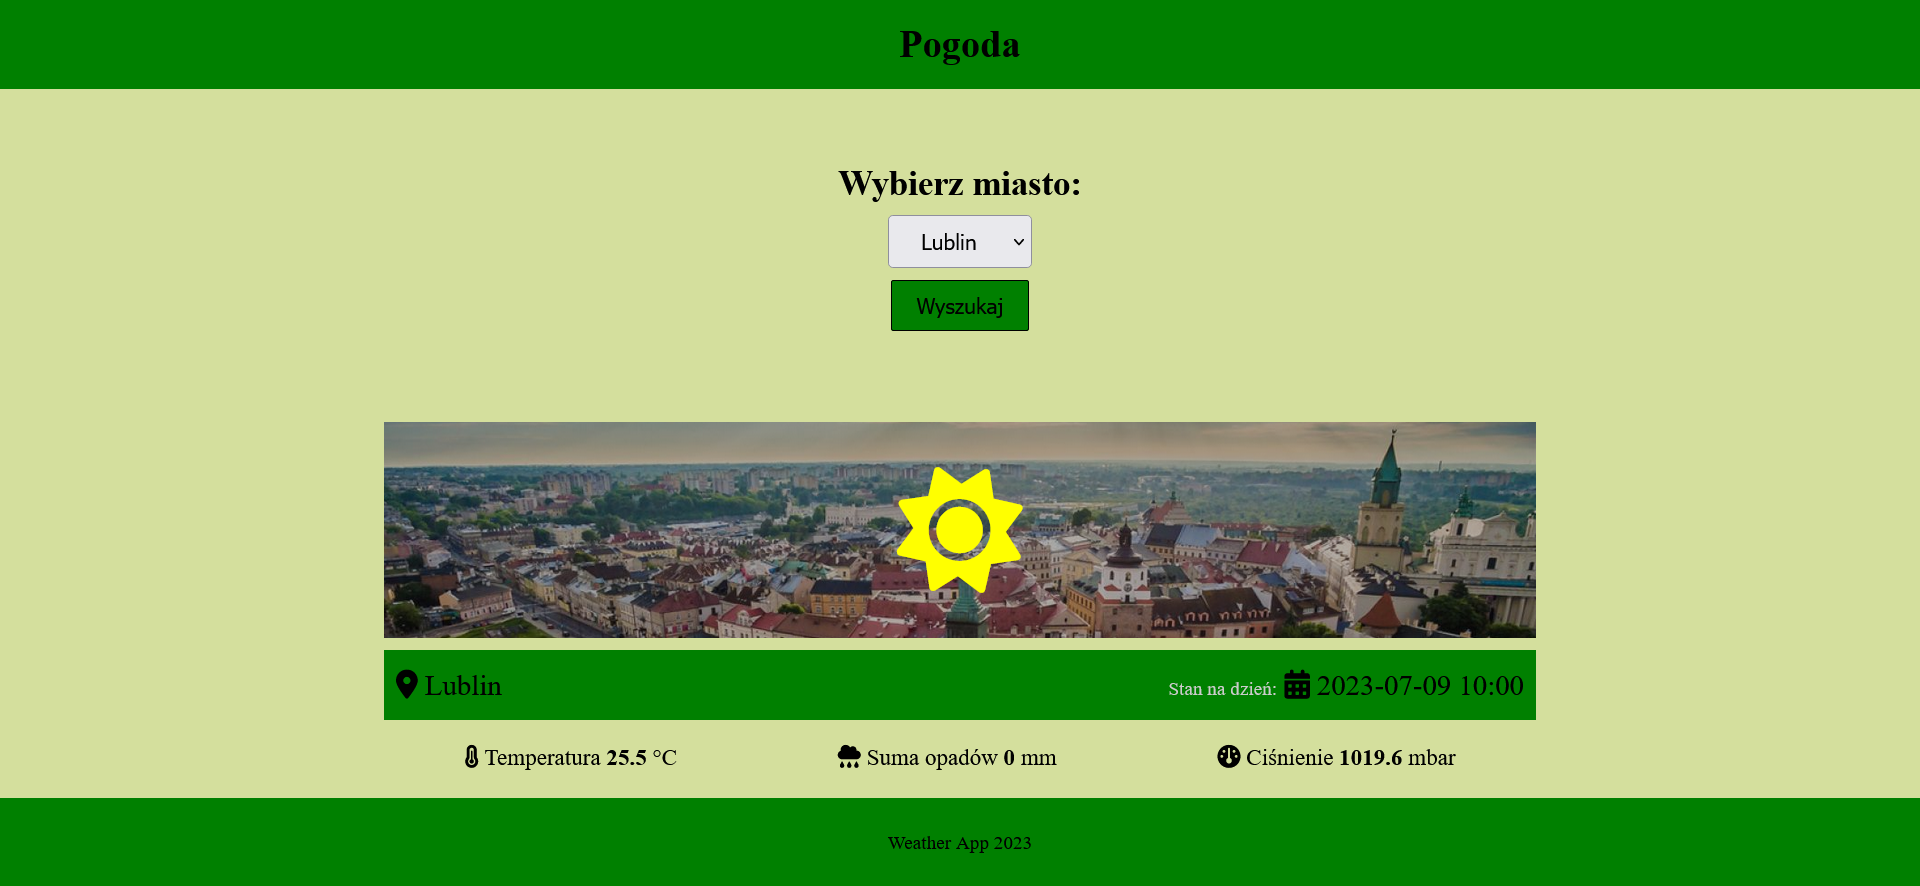 Pogoda
Wybierz miasto:
Lublin
Wyszukaj
Lublin
Stan na dzień: 2023-07-09 10:00
Temperatura 25.5 °C
Suma opadów 0 mm
Ciśnienie 1019.6 mbar
Weather App 2023